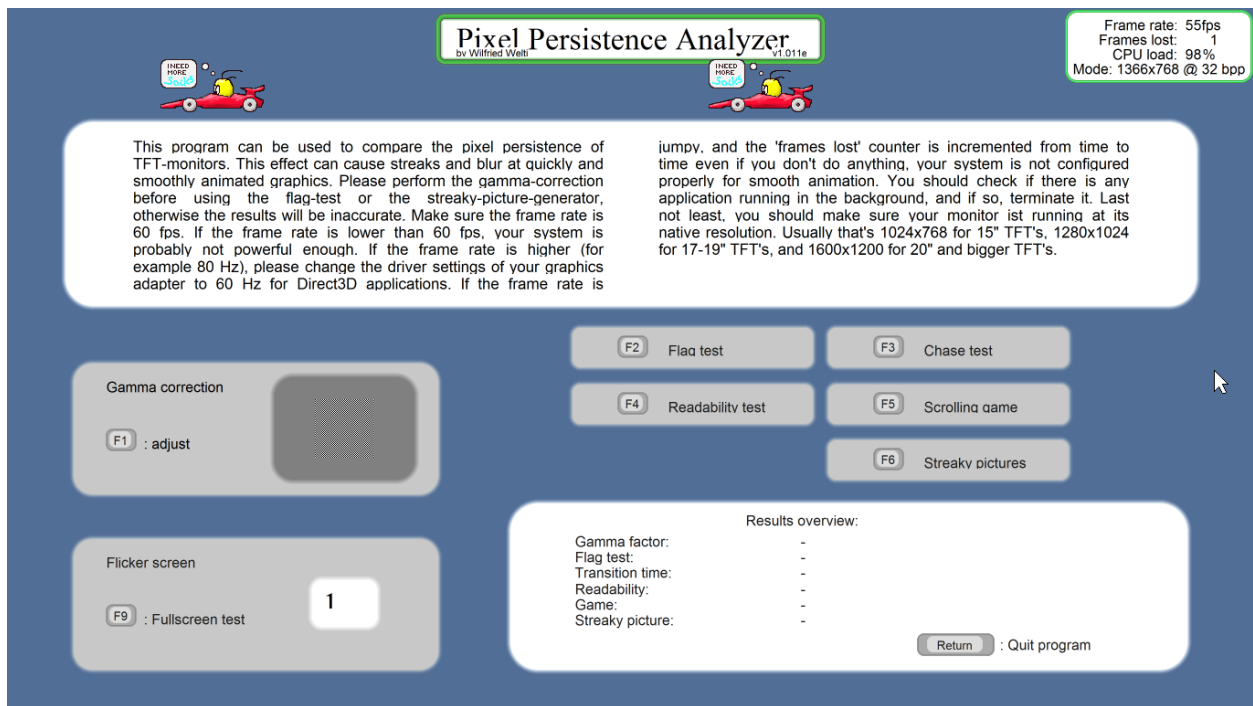 Pixel Persistence Analyzer
by Wilfried Welti
v1.011e
Frame rate: 55fps
Frames lost: 1
CPU load: 98%
Mode: 1366x768 @ 32 bpp
I NEED
MORE
Socks
I NEED
MORE
Socks
This program can be used to compare the pixel persistence of
TFT-monitors. This effect can cause streaks and blur at quickly and
smoothly animated graphics. Please perform the gamma-correction
before using the flag-test or the streaky-picture-generator,
otherwise the results will be inaccurate. Make sure the frame rate is
60 fps. If the frame rate is lower than 60 fps, your system is
probably not powerful enough. If the frame rate is higher (for
example 80 Hz), please change the driver settings of your graphics
adapter to 60 Hz for Direct3D applications. If the frame rate is
jumpy, and the 'frames lost' counter is incremented from time to
time even if you don't do anything, your system is not configured
properly for smooth animation. You should check if there is any
application running in the background, and if so, terminate it. Last
not least, you should make sure your monitor ist running at its
native resolution. Usually that's 1024x768 for 15" TFT's, 1280x1024
for 17-19" TFT's, and 1600x1200 for 20" and bigger TFT's.
F2 Flag test
F3 Chase test
F4 Readability test
F5 Scrolling game
F6 Streaky pictures
Gamma correction
F1 : adjust
Flicker screen
F9 : Fullscreen test
1
Results overview:
Gamma factor: -
Flag test: -
Transition time: -
Readability: -
Game: -
Streaky picture: -
Return : Quit program